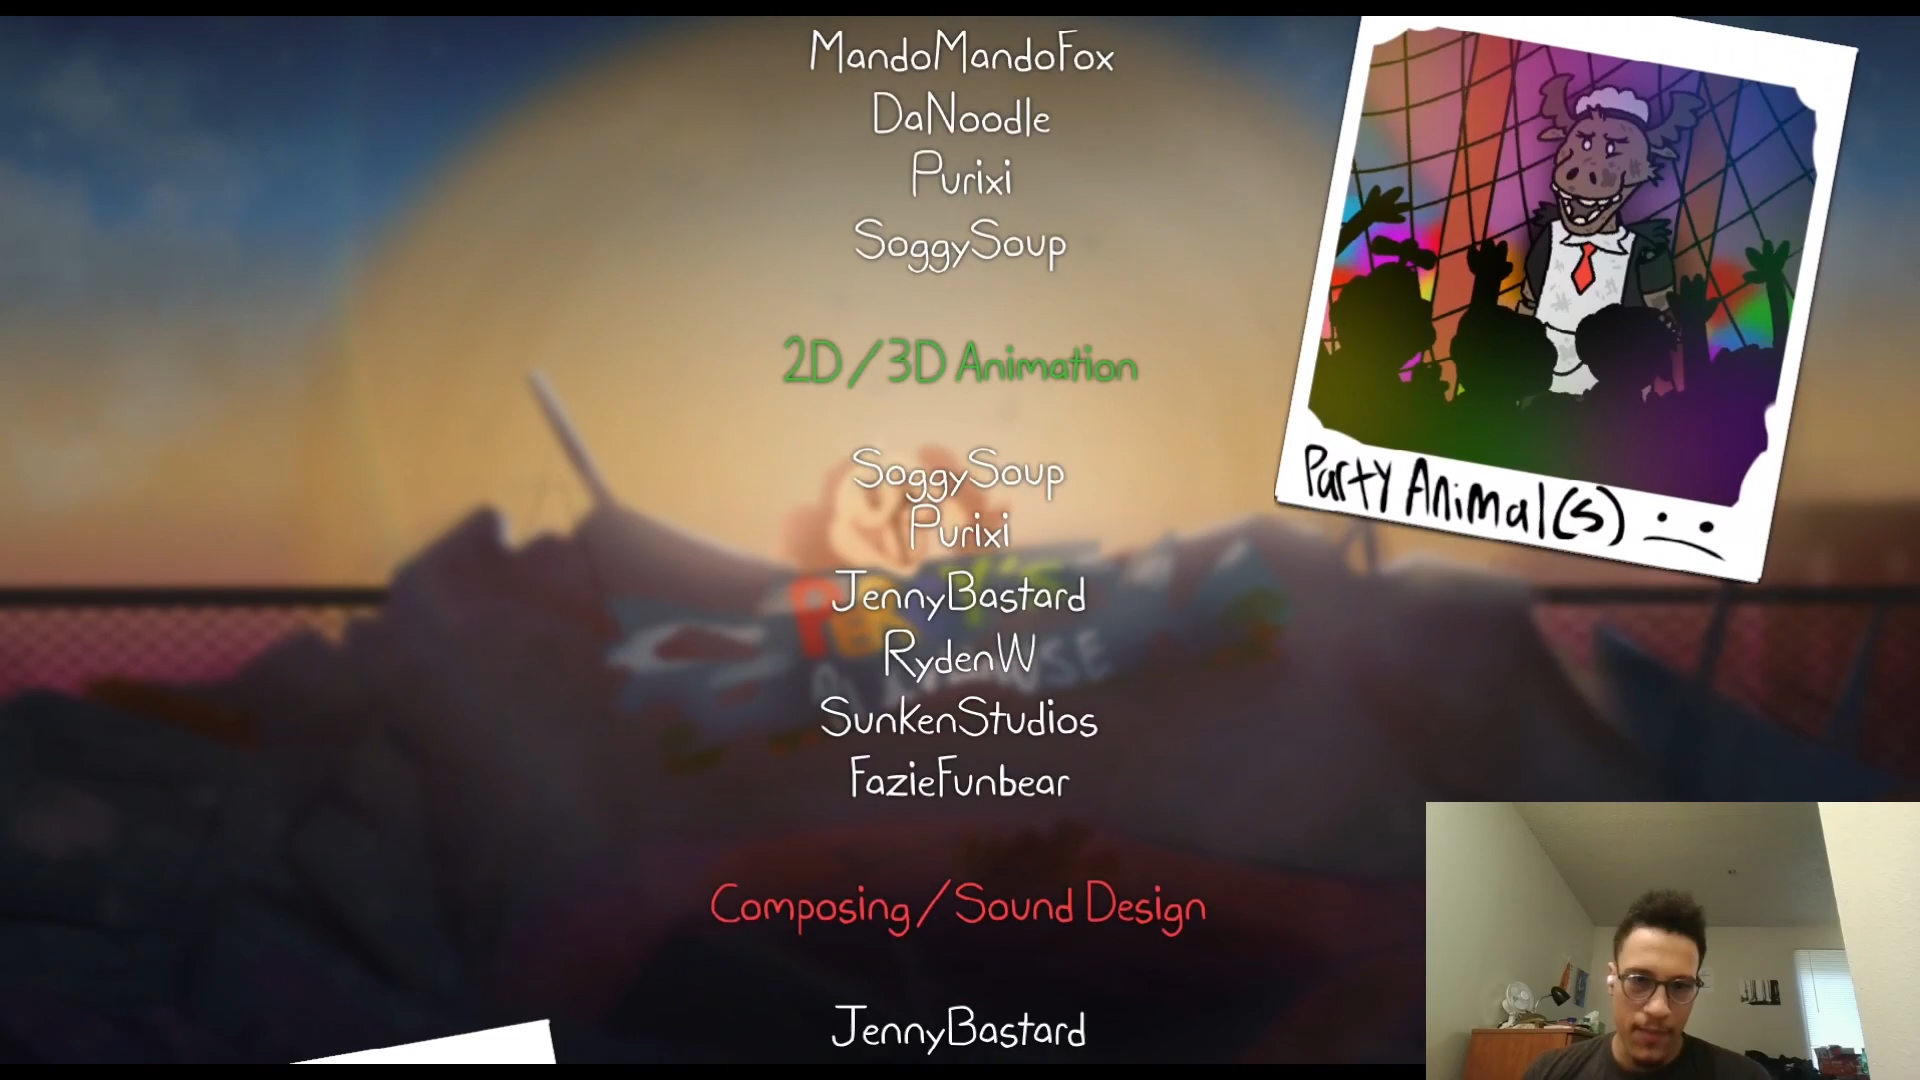 MandoMandoFox
DaNoodle
Purixi
SoggySoup
2D/3D Animation
SoggySoup
Purixi
JennyBastard
RydenW
SunkenStudios
FazieFunbear
Composing/Sound Design
JennyBastard
Party Animal(s)